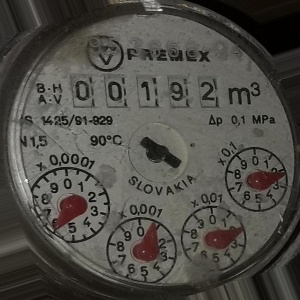 PREMEX
B-H
A-V
00192 m³
S 1425/91-929
Δp 0,1 MPa
N 1,5
90°C
SLOVAKIA
x 0,0001
x 0,001
x 0,01
x 0,1